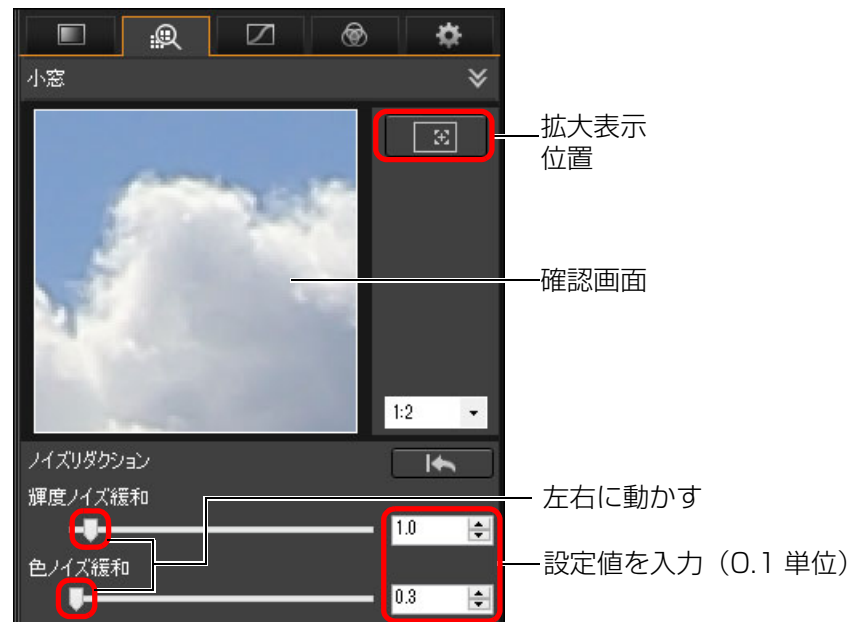 小窓
拡大表示
位置
確認画面
1:2
ノイズリダクション
輝度ノイズ緩和
左右に動かす
1.0
設定値を入力（0.1 単位）
色ノイズ緩和
0.3